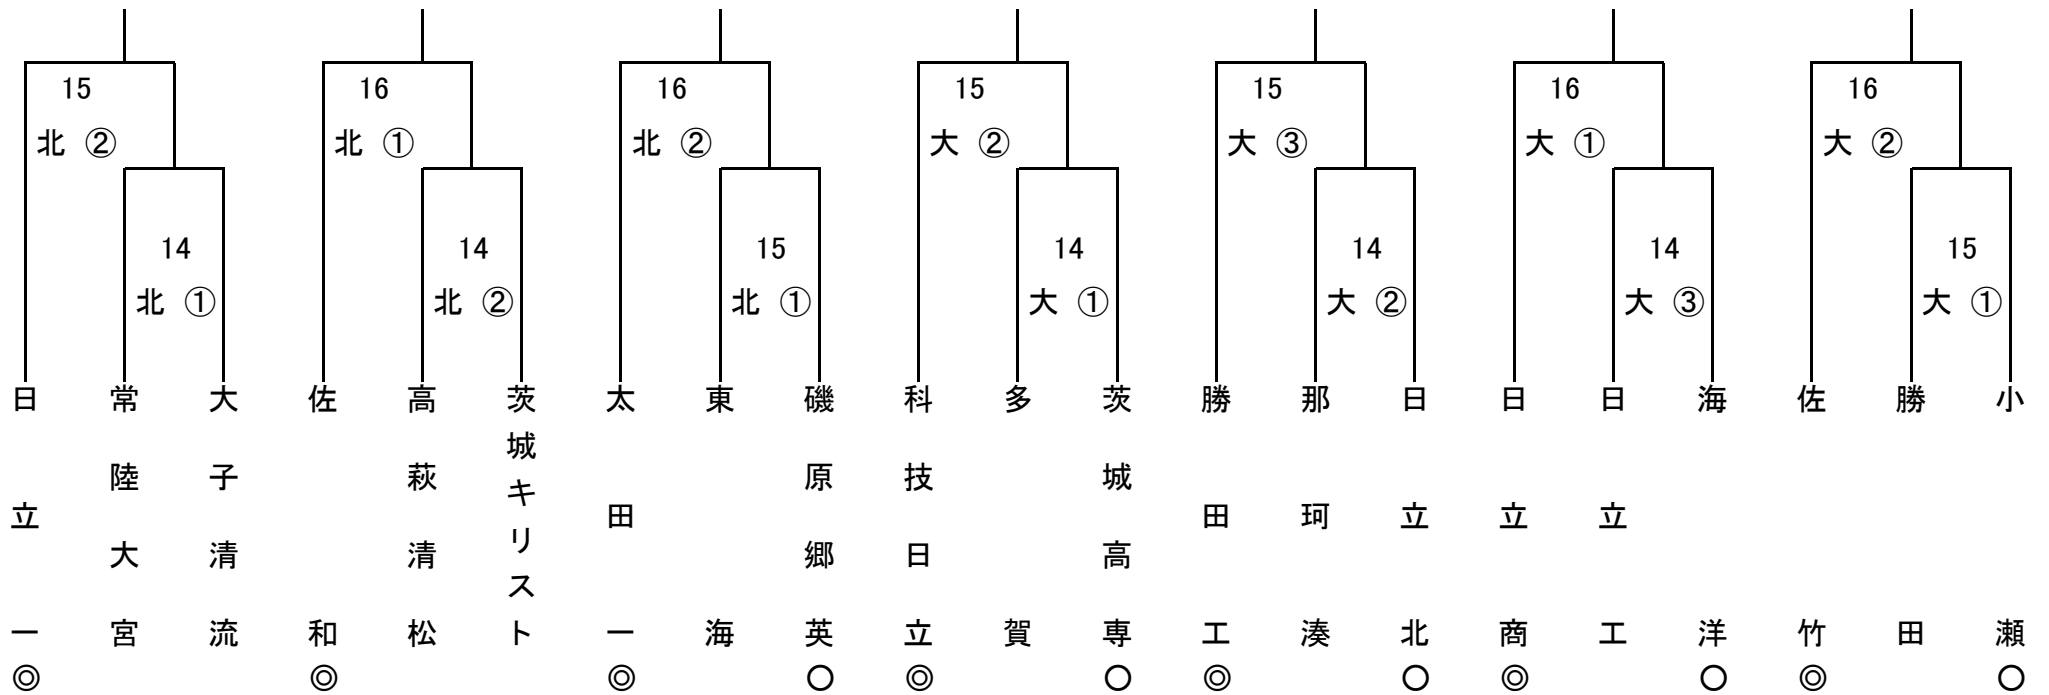 15 16 16 15 15 16 16
北 ② 北 ① 北 ② 大 ② 大 ③ 大 ① 大 ②
14 14 15 14 14 14 15
北 ① 北 ② 北 ① 大 ① 大 ② 大 ③ 大 ①
日立一◎
常陸大宮
大子清流
佐和◎
高萩清松
茨城キリスト
太田一◎
東海
磯原郷英○
科技日立◎
多賀
茨城高専○
勝田工◎
那珂湊
日立北○
日立商◎
日立工
海洋○
佐竹◎
勝田
小瀬○